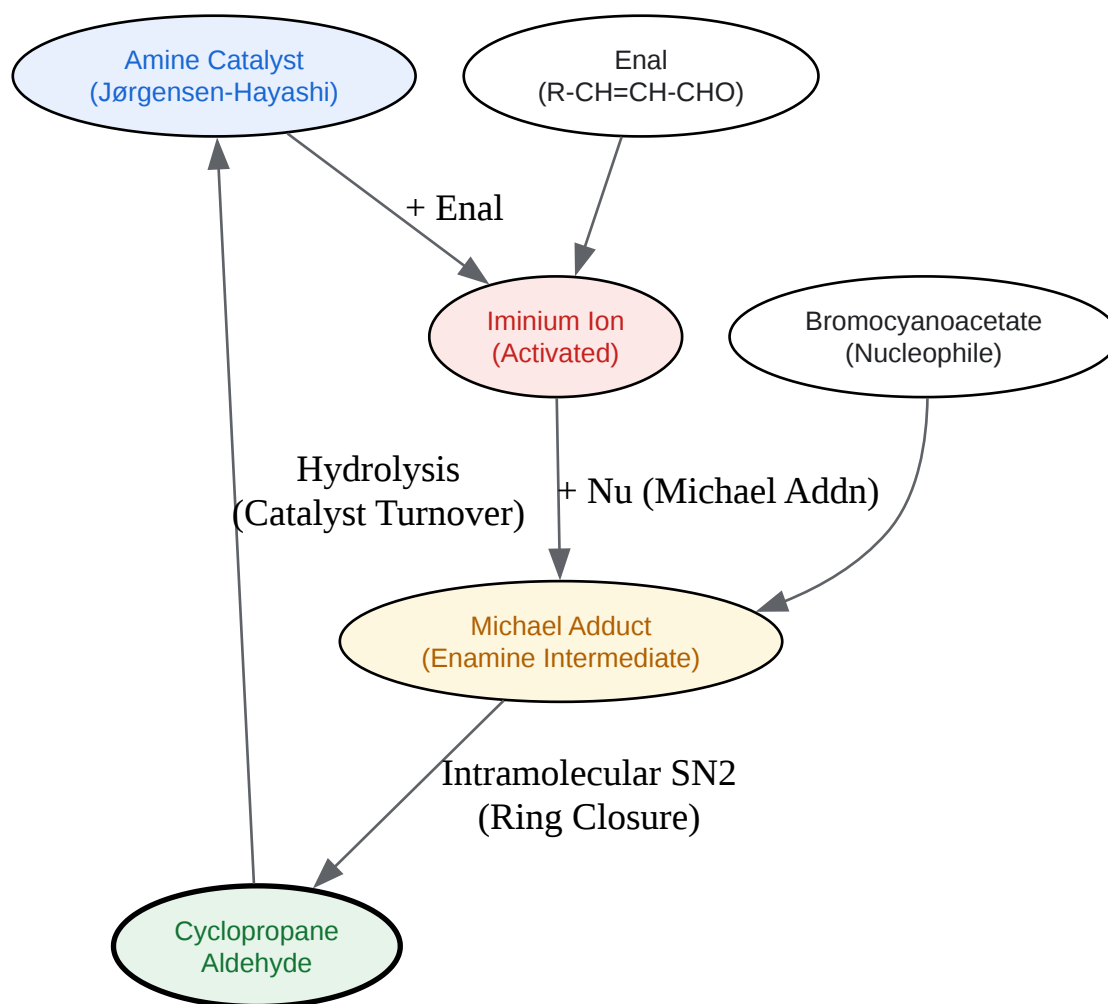 Amine Catalyst
(Jørgensen-Hayashi)
Enal
(R-CH=CH-CHO)
+ Enal
Iminium Ion
(Activated)
Bromocyanoacetate
(Nucleophile)
Hydrolysis
(Catalyst Turnover)
+ Nu (Michael Addn)
Michael Adduct
(Enamine Intermediate)
Intramolecular SN2
(Ring Closure)
Cyclopropane
Aldehyde